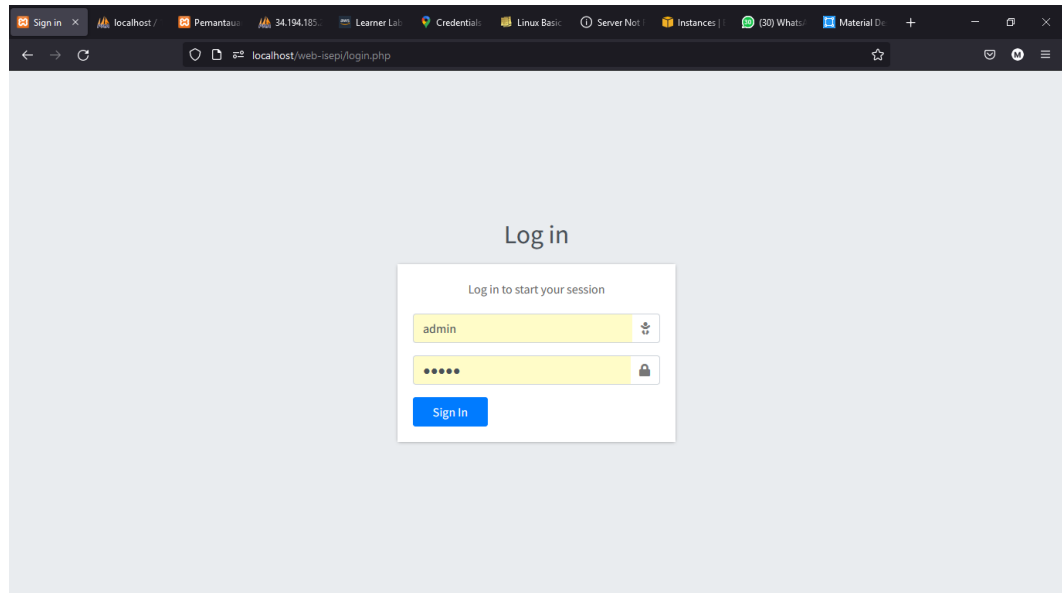 Sign in
localhost /
Pemantaua
34.194.185.
Learner Lab
Credentials
Linux Basic
Server Not
Instances |
(30) WhatsA
Material De
localhost/web-isepi/login.php
M
Log in
Log in to start your session
admin
●●●●●
Sign In